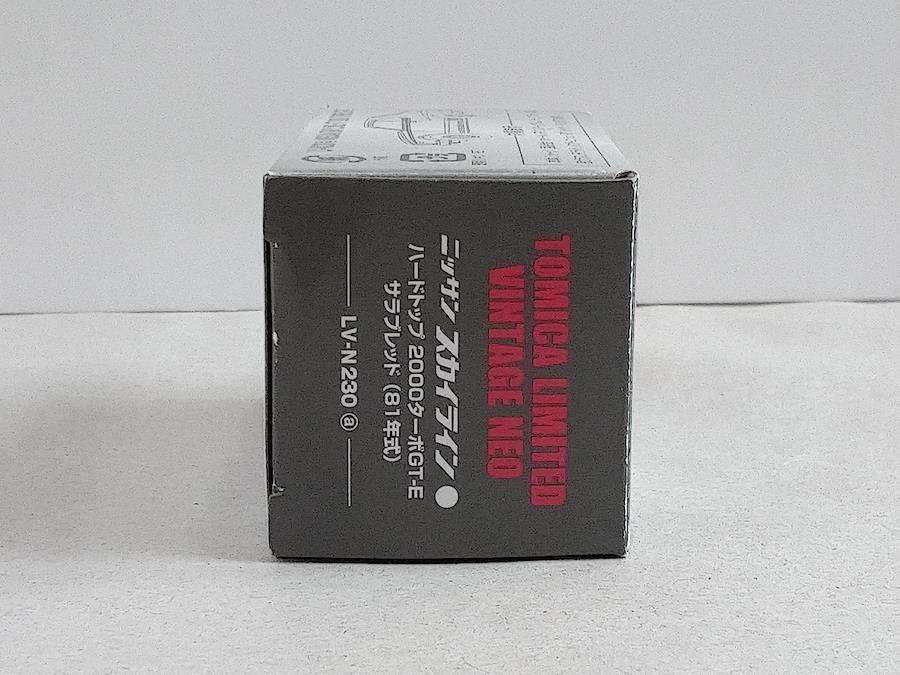 TOMICA LIMITED
VINTAGE NEO
ニッサン スカイライン
ハードトップ 2000ターボGT-E
サラブレッド (81年式)
LV-N230 ⓐ